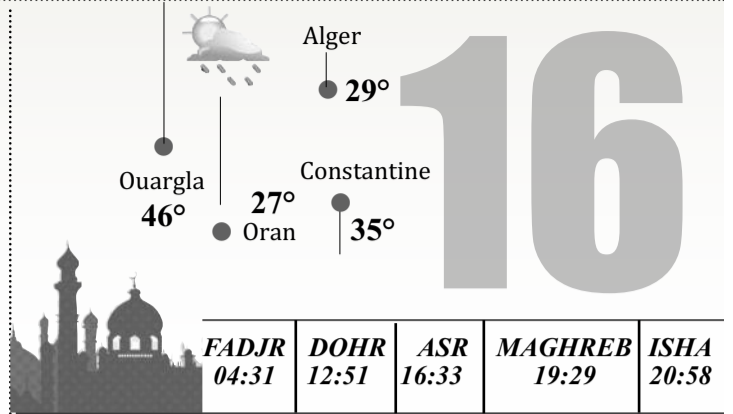 Alger
29°
16
Ouargla
46°
Constantine
35°
27°
Oran
FADJR DOHR ASR MAGHREB ISHA
04:31 12:51 16:33 19:29 20:58